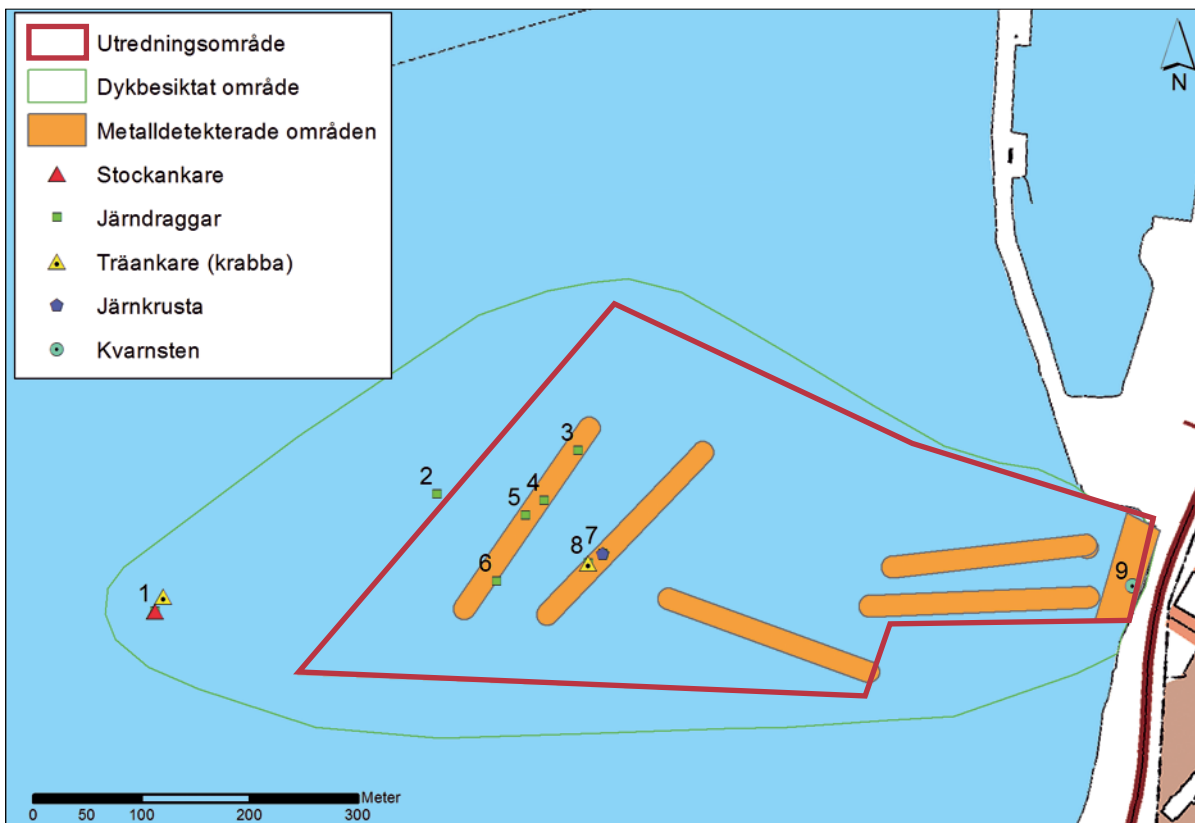 Utredningsområde
Dykbesiktat område
Metalldetekterade områden
Stockankare
Järndraggar
Träankare (krabba)
Järnkrusta
Kvarnsten
N
3
2
4
5
7
8
6
9
1
Meter
0 50 100 200 300